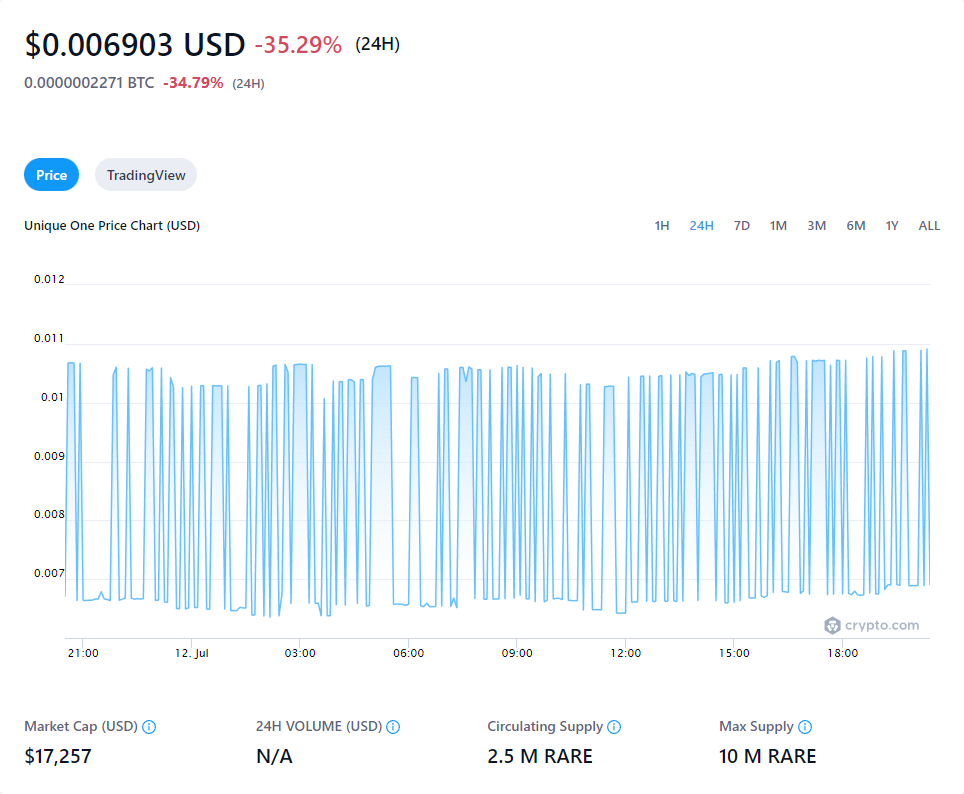 $0.006903 USD -35.29% (24H)
0.0000002271 BTC -34.79% (24H)
Price TradingView
Unique One Price Chart (USD) 1H 24H 7D 1M 3M 6M 1Y ALL
0.012
0.011
0.01
0.009
0.008
0.007
crypto.com
21:00 12. Jul 03:00 06:00 09:00 12:00 15:00 18:00
Market Cap (USD) 24H VOLUME (USD) Circulating Supply Max Supply
$17,257 N/A 2.5 M RARE 10 M RARE